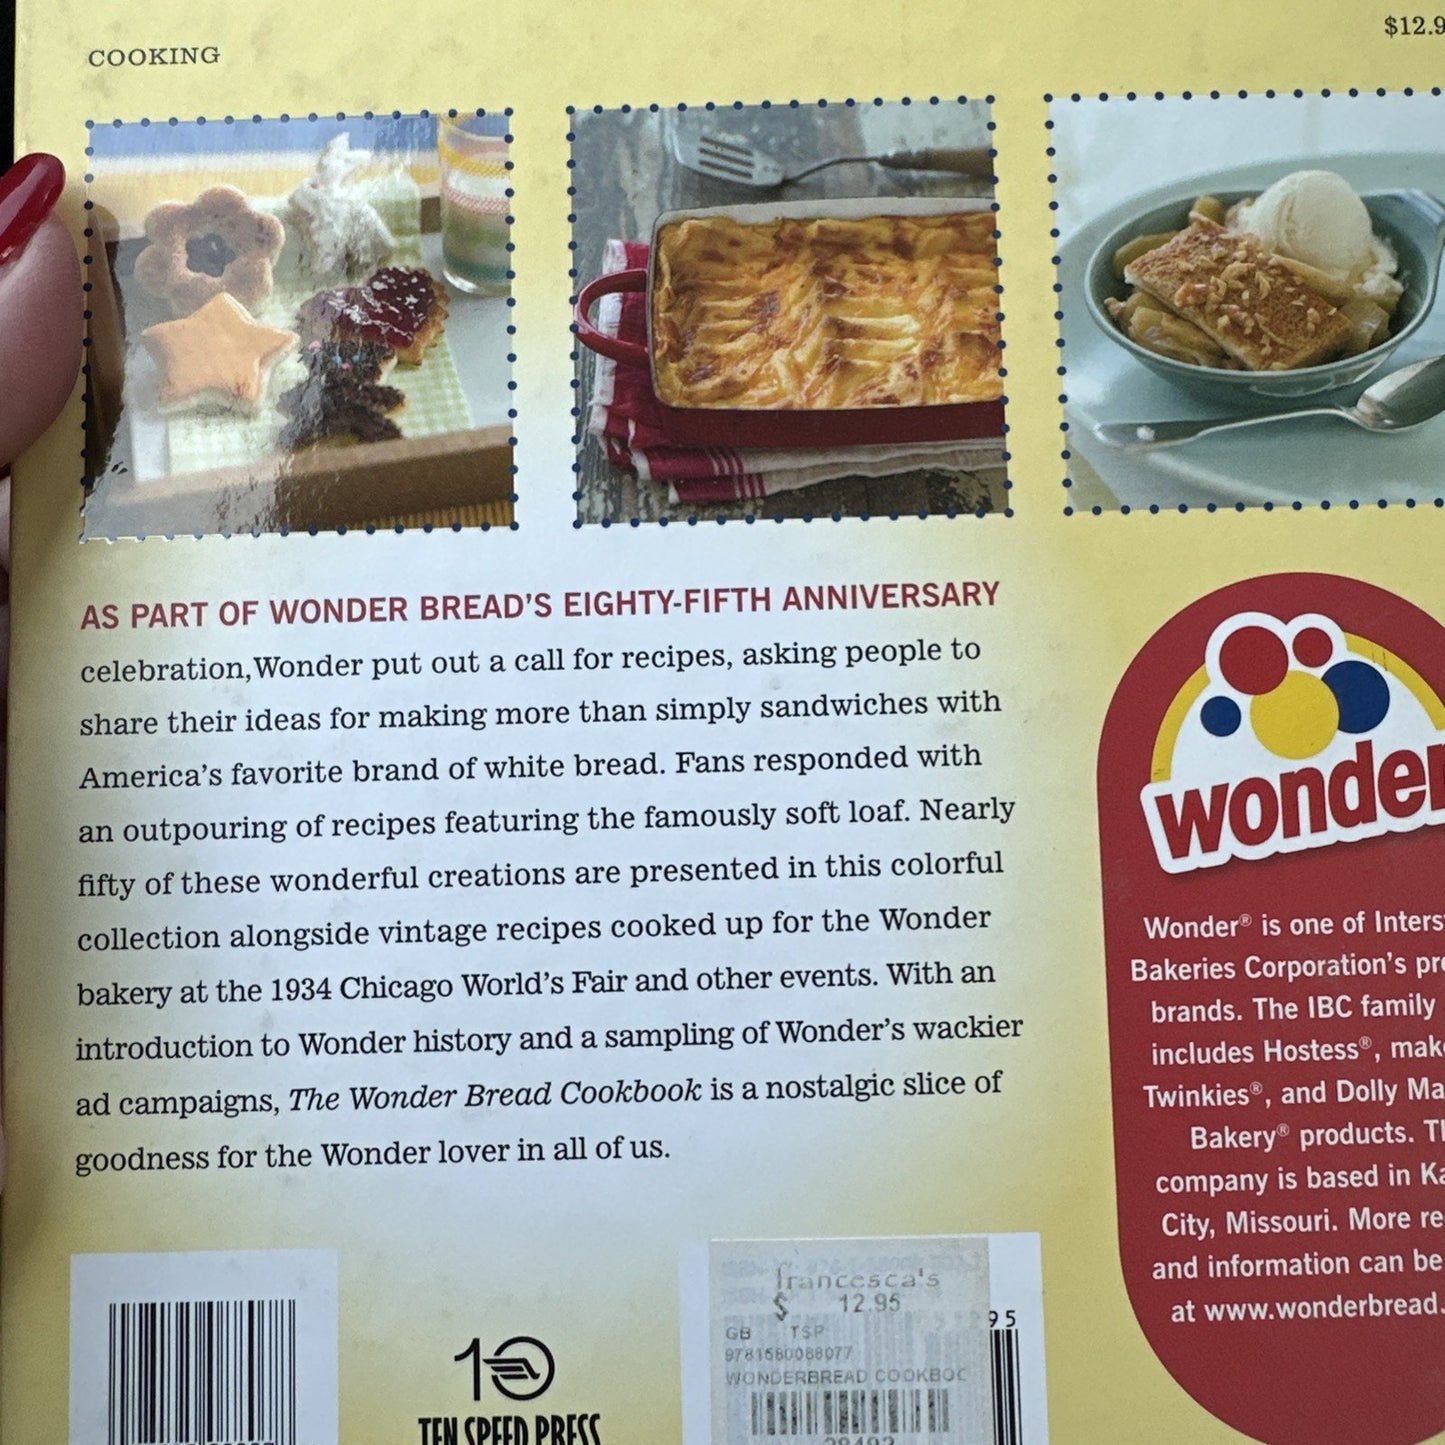 COOKING
$12.9
AS PART OF WONDER BREAD'S EIGHTY-FIFTH ANNIVERSARY
celebration, Wonder put out a call for recipes, asking people to
share their ideas for making more than simply sandwiches with
America's favorite brand of white bread. Fans responded with
an outpouring of recipes featuring the famously soft loaf. Nearly
fifty of these wonderful creations are presented in this colorful
collection alongside vintage recipes cooked up for the Wonder
bakery at the 1934 Chicago World's Fair and other events. With an
introduction to Wonder history and a sampling of Wonder's wackier
ad campaigns, The Wonder Bread Cookbook is a nostalgic slice of
goodness for the Wonder lover in all of us.
wonder
Wonder® is one of Inters
Bakeries Corporation's pr
brands. The IBC family
includes Hostess®, mak
Twinkies®, and Dolly Ma
Bakery® products. Th
company is based in Ka
City, Missouri. More re
and information can be
at www.wonderbread.
10
TEN SPEED PRESS
francesca's
$ 12.95
GB TSP
9781580088077
WONDERBREAD COOKBOC
95